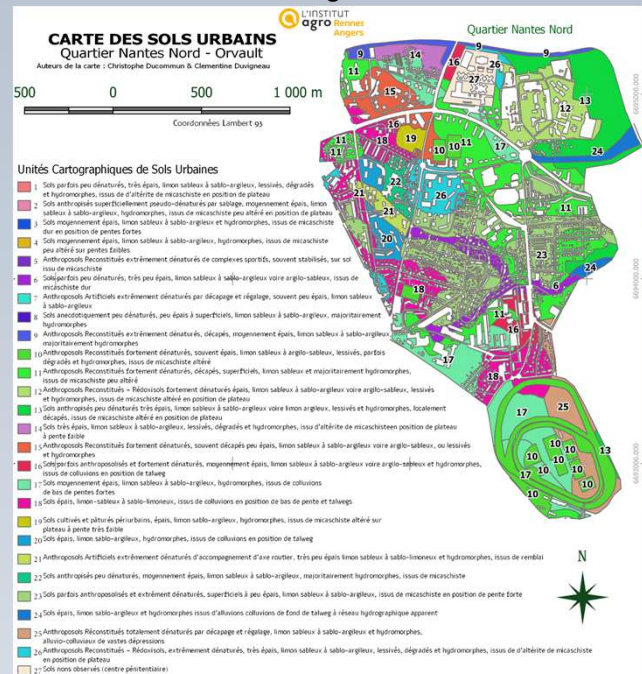 L'INSTITUT
agro Rennes
Angers
Quartier Nantes Nord
CARTE DES SOLS URBAINS
Quartier Nantes Nord - Orvault
Auteurs de la carte : Christophe Ducommun & Clementine Duvigneau
500 0 500 1 000 m
Coordonnées Lambert 93
Unités Cartographiques de Sols Urbaines
1 Sols parfois peu dénaturés, très épais, limon sableux à sablo-argileux, lessivés, dégradés
et hydromorphes, issus d'altérite de micaschiste en position de plateau
2 Sols anthropisés superficiellement pseudo-dénaturés par sablage, moyennement épais, limon
sableux à sablo-argileux, hydromorphes, issus de micaschiste peu altéré en position de plateau
3 Sols moyennement épais, limon sableux à sablo-argileux et hydromorphes, issus de micaschiste
dur en position de pentes fortes
4 Sols moyennement épais, limon sableux à sablo-argileux, hydromorphes, issus de micaschiste
peu altéré sur pentes faibles
5 Anthroposols Reconstitués extrêmement dénaturés de complexes sportifs, souvent stabilisés, sur sol
issu de micaschiste
6 Sols parfois peu dénaturés, très peu épais, limon sableux à sablo-argileux voire argilo-sableux, issus de
micaschiste dur
7 Anthroposols Artificiels extrêmement dénaturés par décapage et régalage, souvent peu épais, limon sableux
à sablo-argileux
8 Sols anecdotiquement peu dénaturés, peu épais à superficiels, limon sableux à sablo-argileux, majoritairement
hydromorphes
9 Anthroposols Reconstitués extrêmement dénaturés, décapés, moyennement épais, limon sableux à sablo-argileux,
majoritairement hydromorphes
10 Anthroposols Reconstitués fortement dénaturés, souvent épais, limon sableux à argilo-sableux, lessivés, parfois
dégradés et hydromorphes, issus de micaschiste altéré
11 Anthroposols Reconstitués fortement dénaturés, décapés, superficiels, limon sableux et majoritairement hydromorphes,
issus de micaschiste peu altéré
12 Anthroposols Reconstitués - Rédoxisols fortement dénaturés épais, limon sableux à sablo-argileux voire argilo-sableux, lessivés
et hydromorphes, issus de micaschiste altéré en position de plateau
13 Sols anthropisés peu dénaturés très épais, limon sableux à sablo-argileux voire limon argileux, lessivés et hydromorphes, localement
décapés, issus de micaschiste altéré en position de plateau
14 Sols très épais, limon sableux à sablo-argileux, lessivés, dégradés et hydromorphes, issu d'altérite de micaschiste en position de plateau
à pente faible
15 Anthroposols Reconstitués fortement dénaturés, souvent décapés peu épais, limon sableux à sablo-argileux voire argilo-sableux, ou lessivés
et hydromorphes
16 Sols parfois anthroposolisés et fortement dénaturés, moyennement épais, limon sableux à sablo-argileux voire argilo-sableux et hydromorphes,
issus de colluvions en position de talweg
17 Sols moyennement épais, limon sableux à sablo-argileux, issus de colluvions
de bas de pentes fortes
18 Sols épais, limon-sableux à sablo-limoneux, issus de colluvions en position de bas de pente et talwegs
19 Sols cultivés et pâturés périurbains, épais, limon sablo-argileux, hydromorphes, issus de micaschiste altéré sur
plateau à pente très faible
20 Sols épais, limon sablo-argileux, hydromorphes, issus de colluvions en position de talweg
21 Anthroposols Artificiels extrêmement dénaturés d'accompagnement d'axe routier, très peu épais limon sableux à sablo-limoneux et hydromorphes, issus de remblai
22 Sols anthropisés peu dénaturés, moyennement épais, limon sableux à sablo-argileux, majoritairement hydromorphes, issus de micaschiste
23 Sols parfois anthroposolisés et extrêment dénaturés, superficiels à peu épais, limon sableux à sablo-argileux, issus de micaschiste en position de pente forte
24 Sols épais, limon sablo-argileux et hydromorphes issus d'alluvions colluvions de fond de talweg à réseau hydrographique apparent
25 Anthroposols Réconstitués totalement dénaturés par décapage et régalage, limon sableux à sablo-argileux et hydromorphes,
alluvio-colluviaux de vastes dépressions
26 Anthroposols Reconstitués - Rédoxisols, extrêmement dénaturés, très épais, limon sableux à sablo-argileux, lessivés, dégradés et hydromorphes, issus de d'altérite de micaschiste
en position de plateau
27 Sols nons observés (centre pénitentiaire)
N